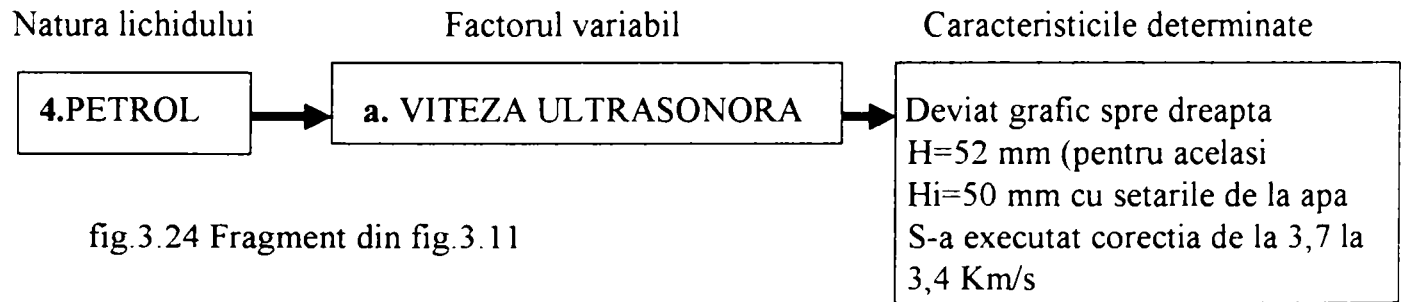 Natura lichidului Factorul variabil Caracteristicile determinate
4.PETROL a. VITEZA ULTRASONORA Deviat grafic spre dreapta
H=52 mm (pentru acelasi
Hi=50 mm cu setarile de la apa
S-a executat corectia de la 3,7 la
3,4 Km/s
fig.3.24 Fragment din fig.3.11